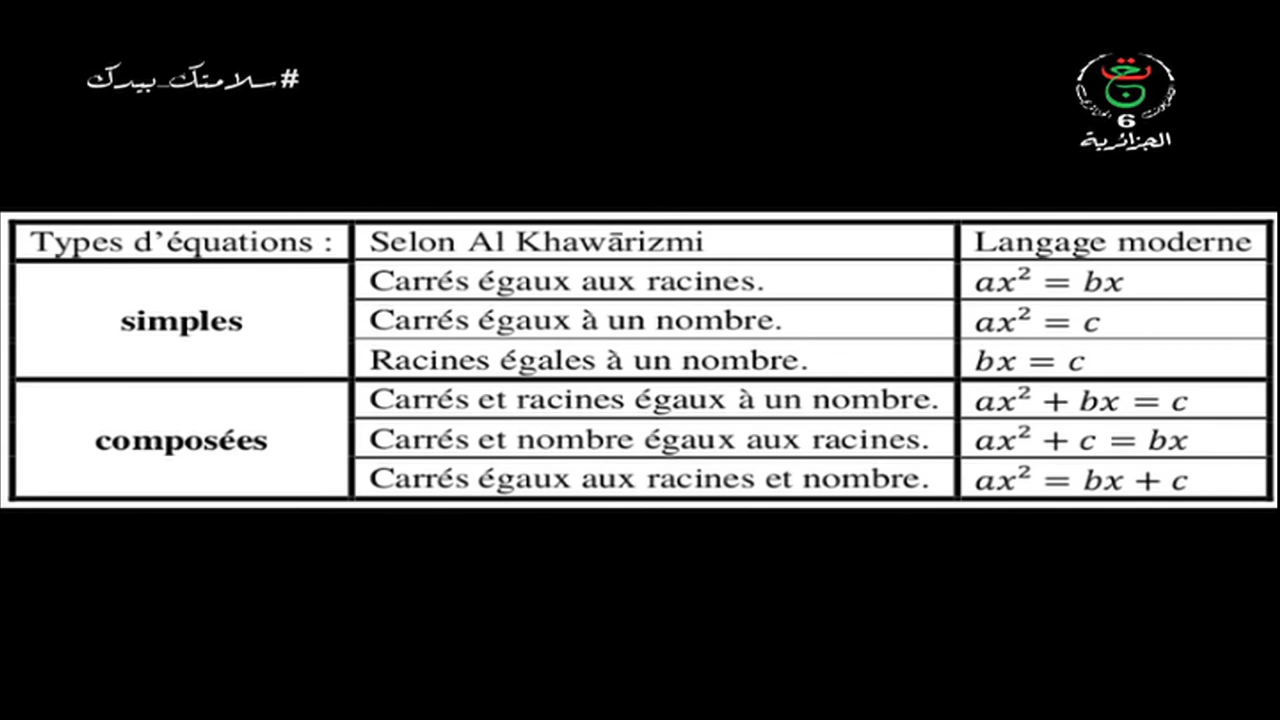 #سلامتك_بيدك
6
الجزائرية
Types d’équations : Selon Al Khawārizmi Langage moderne
simples
Carrés égaux aux racines. ax² = bx
Carrés égaux à un nombre. ax² = c
Racines égales à un nombre. bx = c
composées
Carrés et racines égaux à un nombre. ax² + bx = c
Carrés et nombre égaux aux racines. ax² + c = bx
Carrés égaux aux racines et nombre. ax² = bx + c